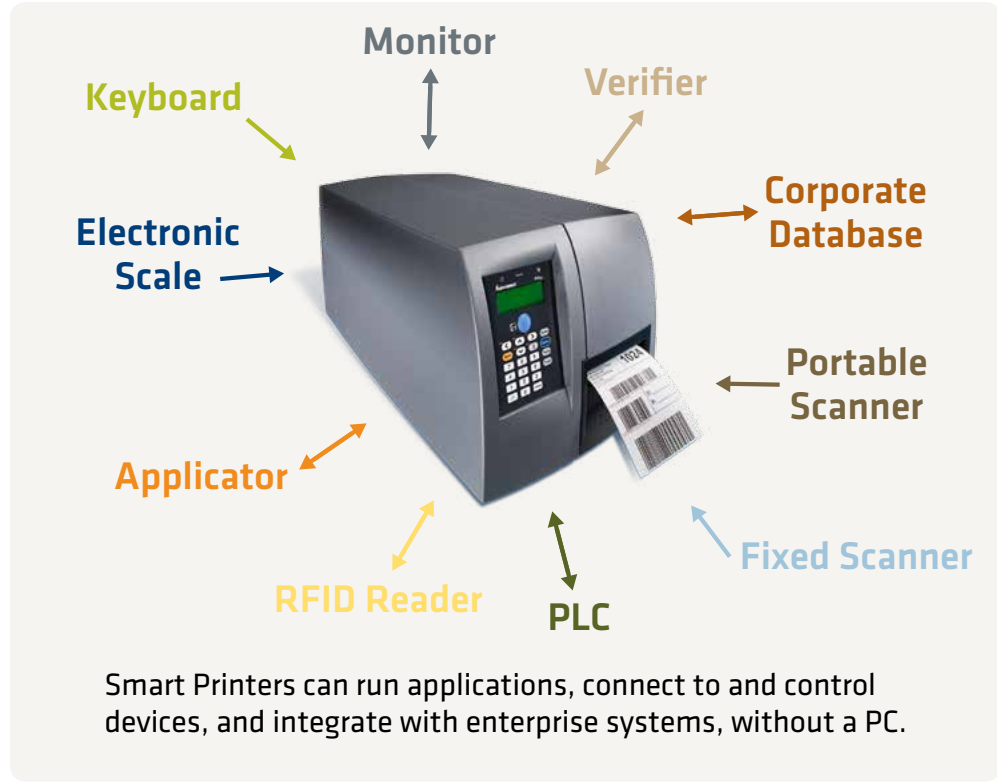 Monitor
Verifier
Keyboard
Corporate
Database
Electronic
Scale
Portable
Scanner
Applicator
Fixed Scanner
RFID Reader
PLC
1024
Smart Printers can run applications, connect to and control
devices, and integrate with enterprise systems, without a PC.